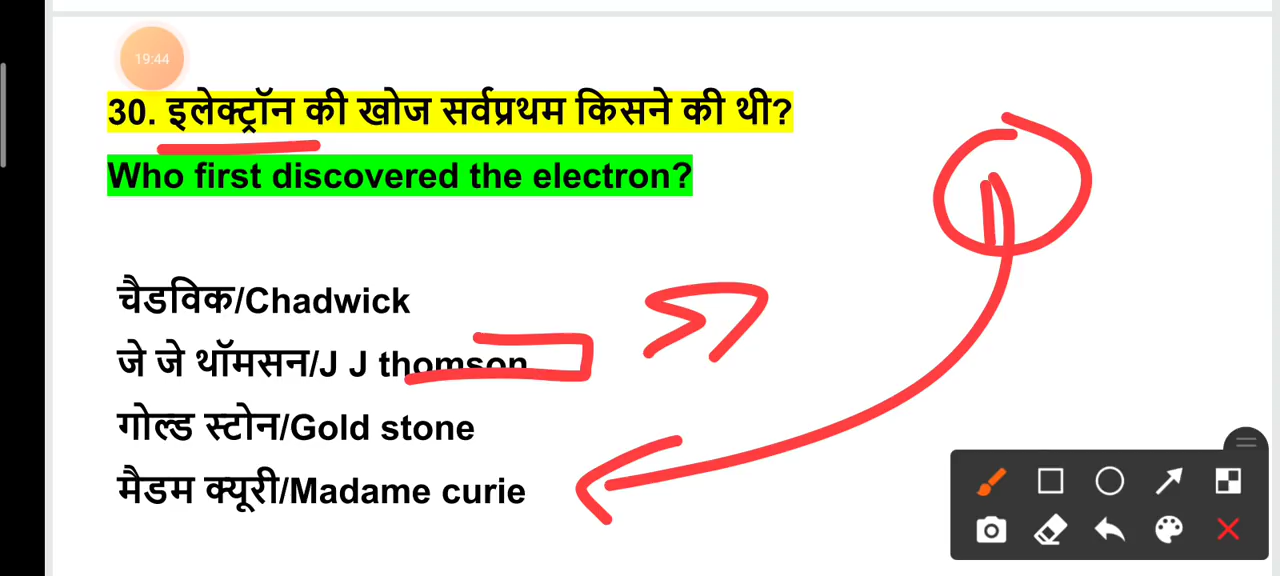 19:44
30. इलेक्ट्रॉन की खोज सर्वप्रथम किसने की थी?
Who first discovered the electron?
चैडविक/Chadwick
जे जे थॉमसन/J J thomson
गोल्ड स्टोन/Gold stone
मैडम क्यूरी/Madame curie